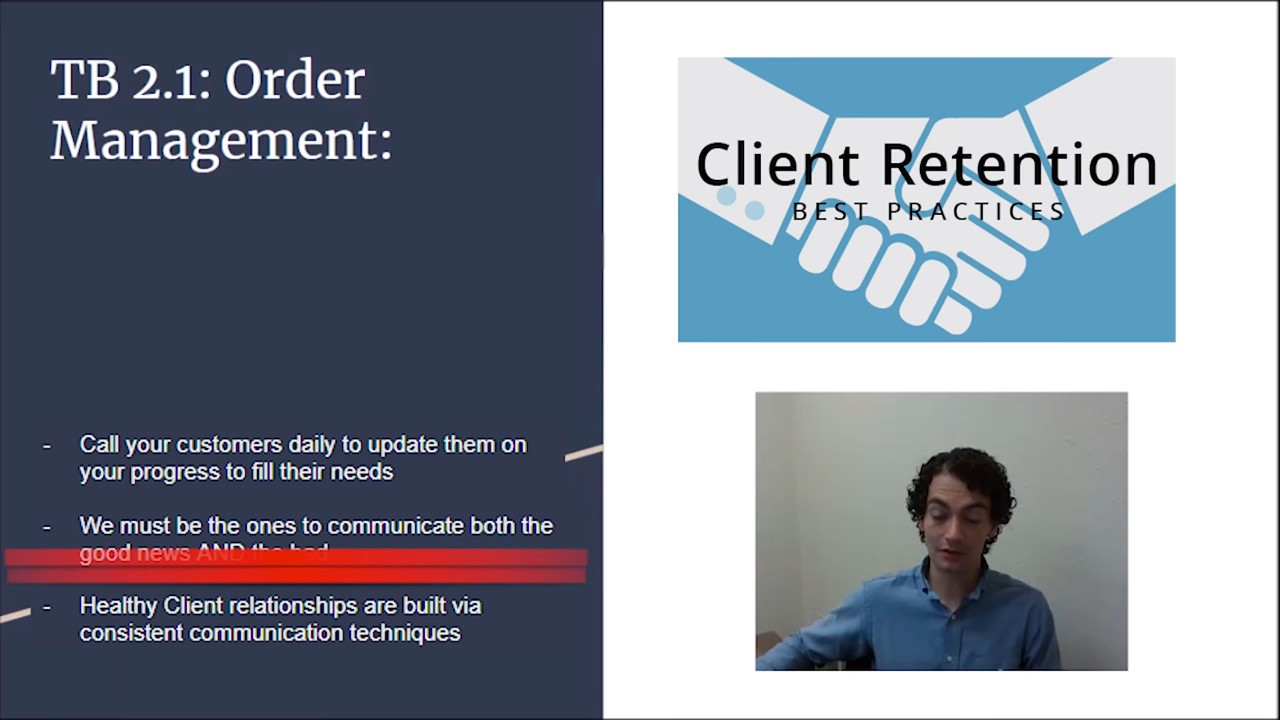 TB 2.1: Order
Management:
Client Retention
BEST PRACTICES
- Call your customers daily to update them on
your progress to fill their needs
- We must be the ones to communicate both the
good news AND the bad
- Healthy Client relationships are built via
consistent communication techniques